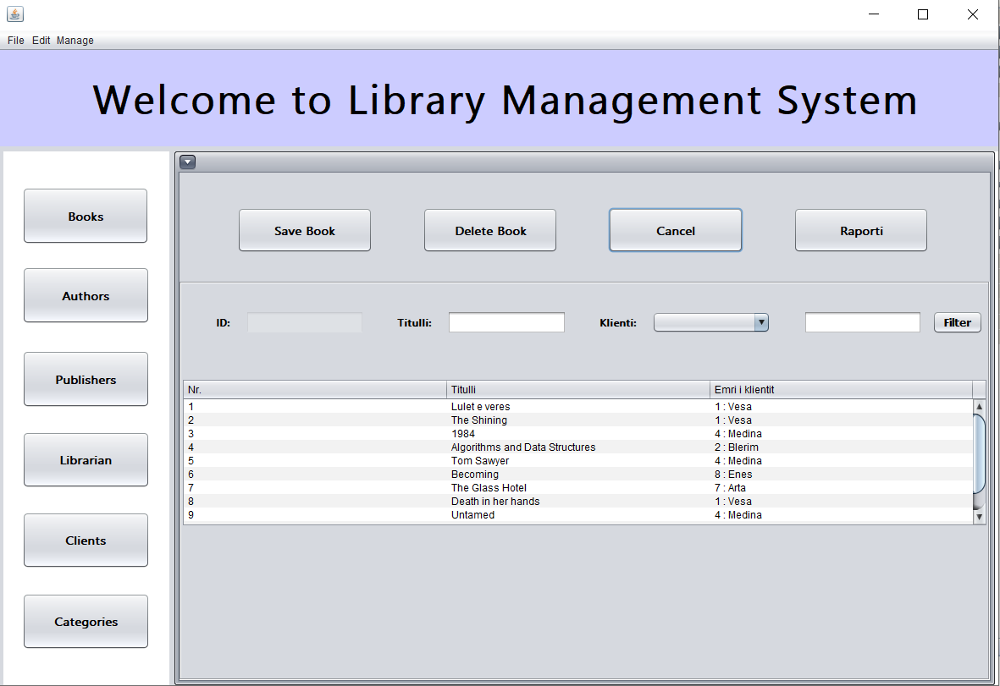 File Edit Manage
Welcome to Library Management System
Books
Authors
Publishers
Librarian
Clients
Categories
Save Book Delete Book Cancel Raporti
ID: Titulli: Klienti: Filter
Nr. Titulli Emri i klientit
1 Lulet e veres 1 : Vesa
2 The Shining 1 : Vesa
3 1984 4 : Medina
4 Algorithms and Data Structures 2 : Blerim
5 Tom Sawyer 4 : Medina
6 Becoming 8 : Enes
7 The Glass Hotel 7 : Arta
8 Death in her hands 1 : Vesa
9 Untamed 4 : Medina